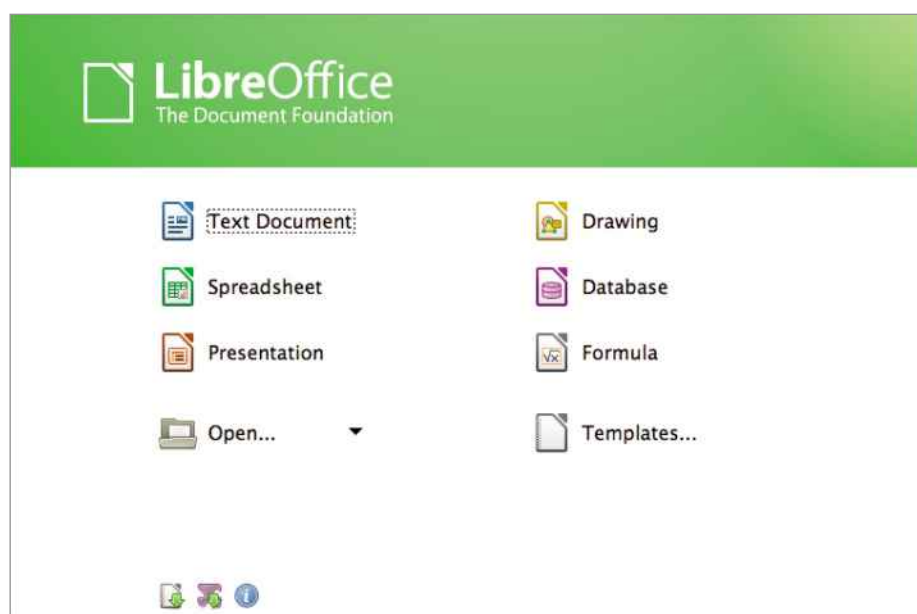 LibreOffice
The Document Foundation
Text Document
Drawing
Spreadsheet
Database
Presentation
Formula
Open...
Templates...